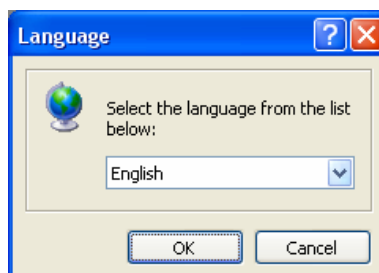 Language
Select the language from the list
below:
English
OK
Cancel